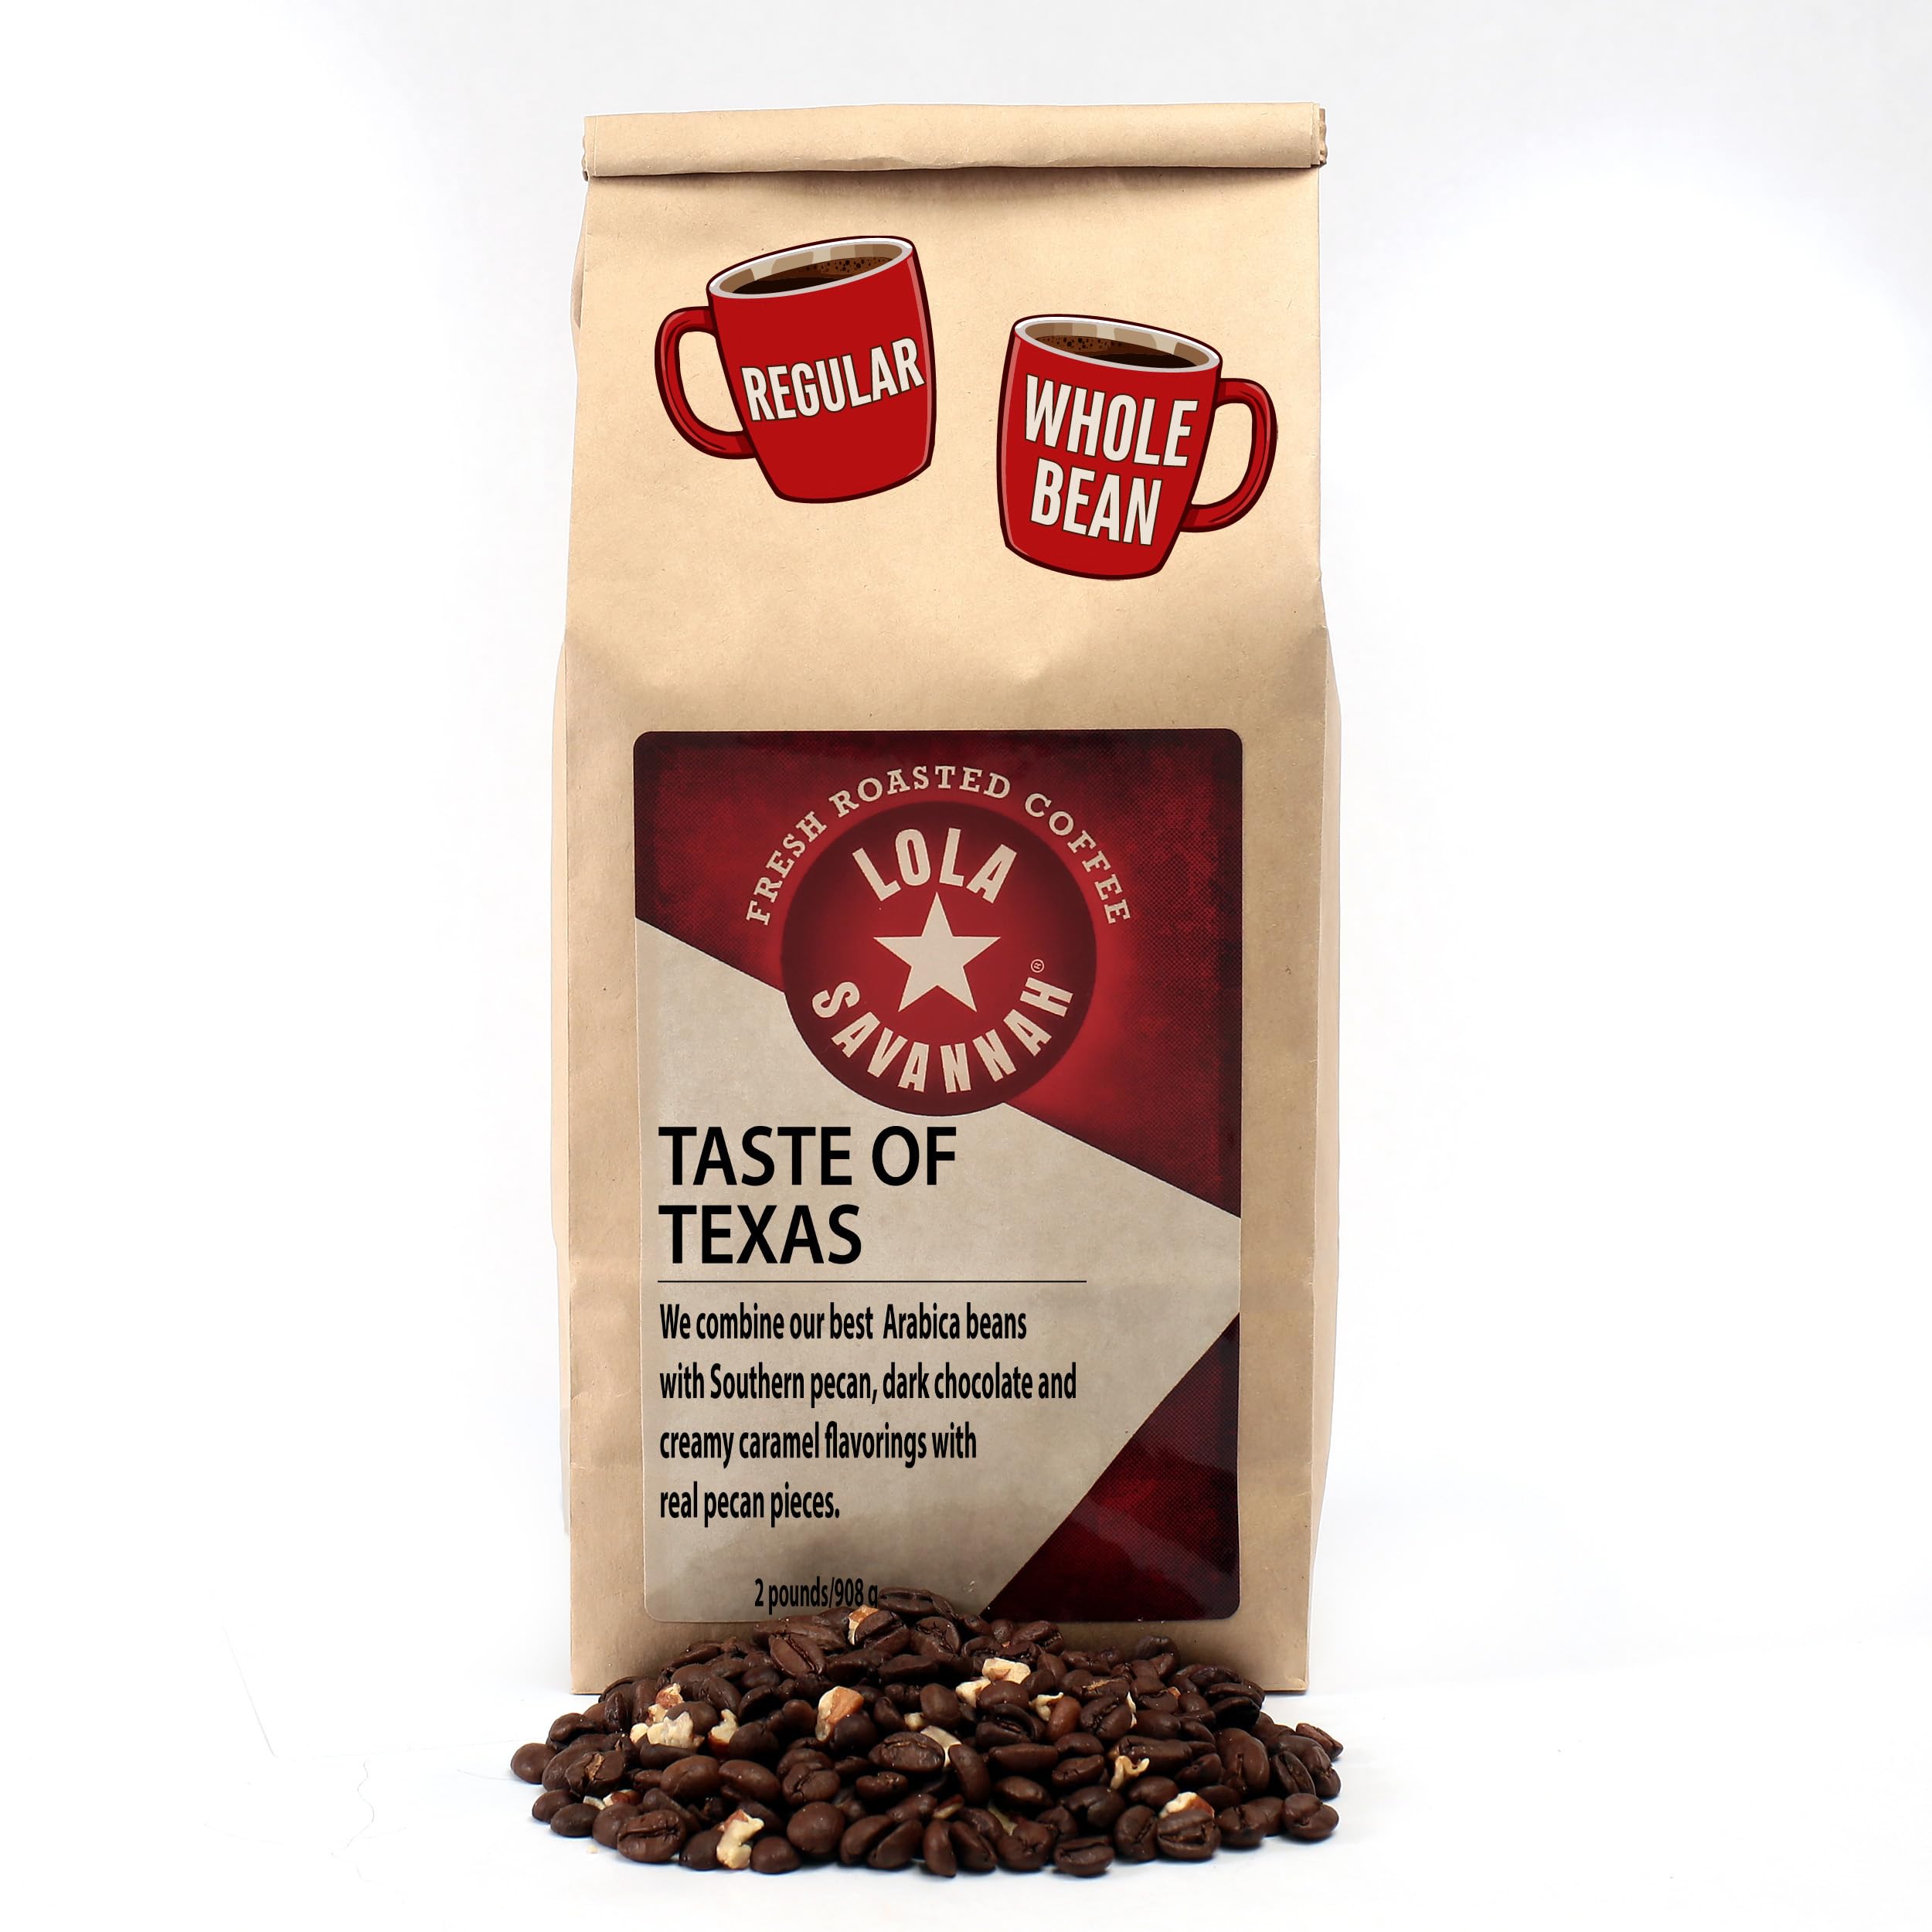 REGULAR
WHOLE
BEAN
FRESH ROASTED COFFEE
LOLA
SAVANNAH®
TASTE OF
TEXAS
We combine our best Arabica beans
with Southern pecan, dark chocolate and
creamy caramel flavorings with
real pecan pieces.
2 pounds/908 g